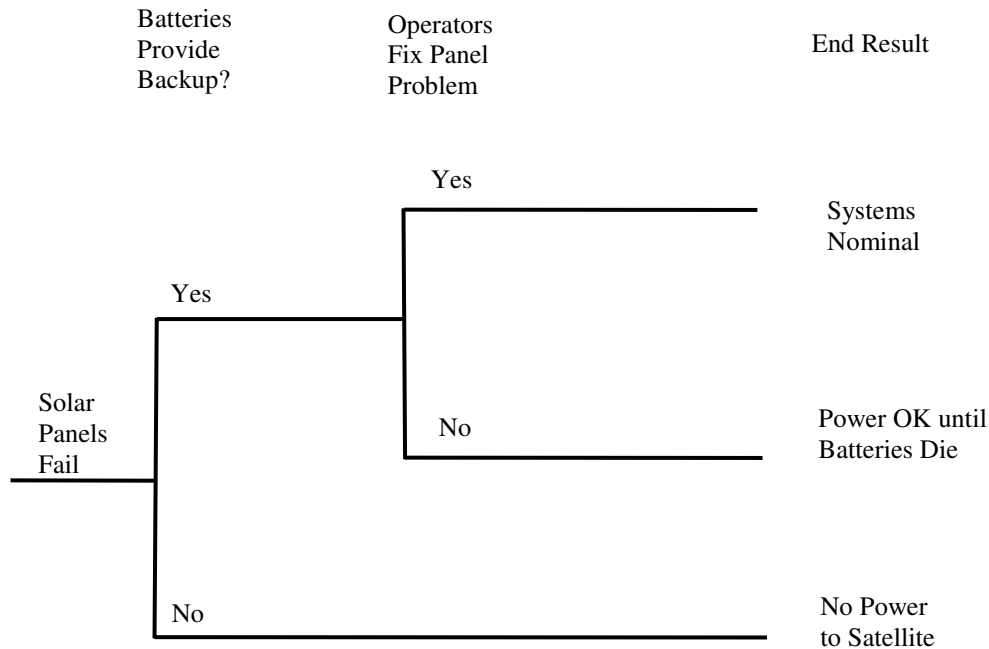 Batteries
Provide
Backup?
Operators
Fix Panel
Problem
End Result
Yes
Systems
Nominal
Yes
Solar
Panels
Fail
No
Power OK until
Batteries Die
No
No Power
to Satellite